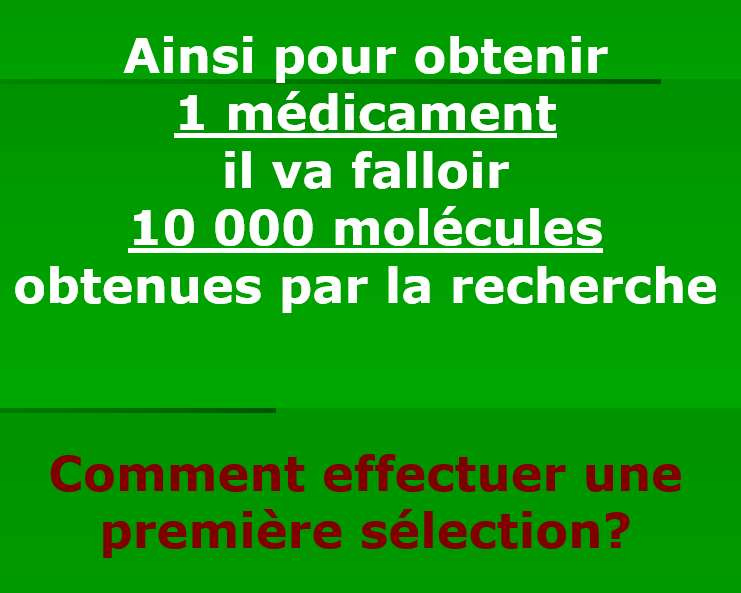 Ainsi pour obtenir
1 médicament
il va falloir
10 000 molécules
obtenues par la recherche
Comment effectuer une
première sélection?